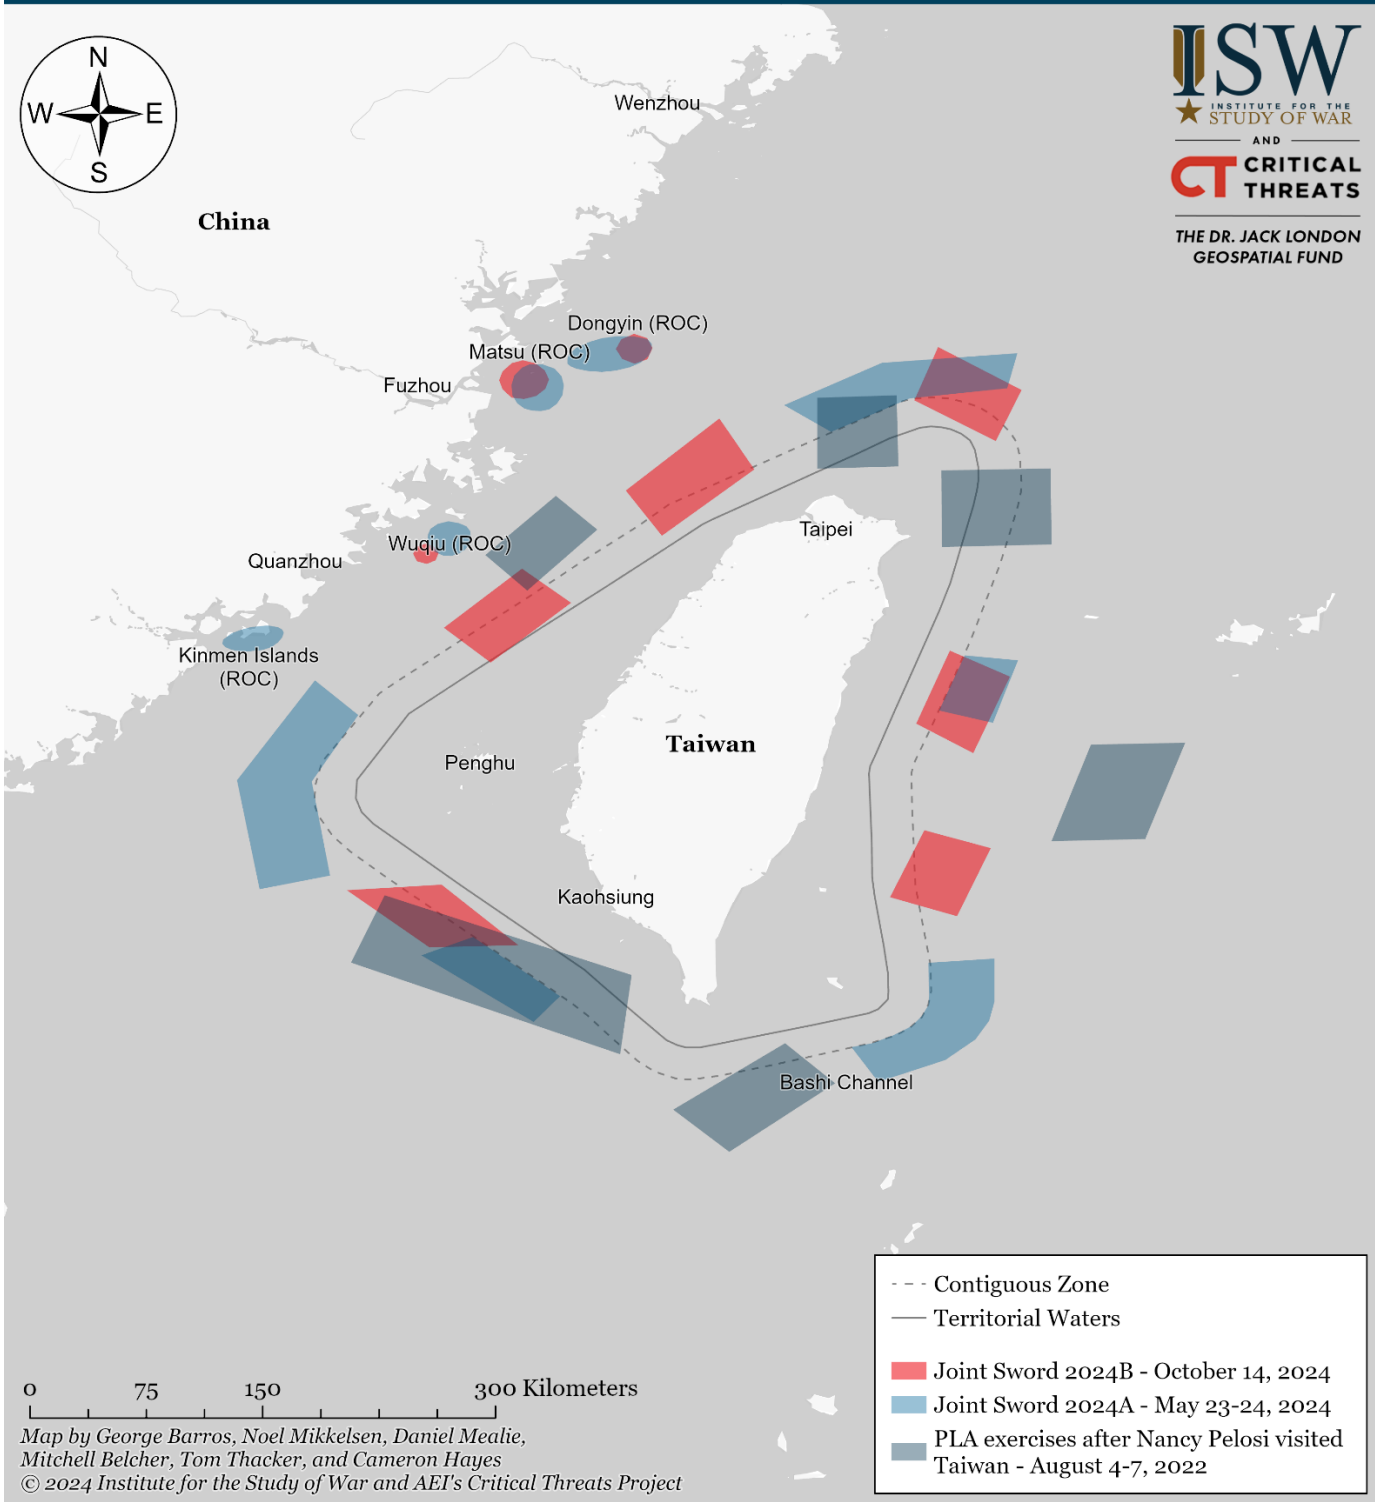 N
W
E
S
ISW
INSTITUTE FOR THE
STUDY OF WAR
AND
CT CRITICAL
THREATS
THE DR. JACK LONDON
GEOSPATIAL FUND
Wenzhou
China
Dongyin (ROC)
Matsu (ROC)
Fuzhou
Taipei
Wuqiu (ROC)
Quanzhou
Kinmen Islands
(ROC)
Taiwan
Penghu
Kaohsiung
Bashi Channel
Contiguous Zone
Territorial Waters
Joint Sword 2024B - October 14, 2024
Joint Sword 2024A - May 23-24, 2024
PLA exercises after Nancy Pelosi visited
Taiwan - August 4-7, 2022
0 75 150 300 Kilometers
Map by George Barros, Noel Mikkelsen, Daniel Mealie,
Mitchell Belcher, Tom Thacker, and Cameron Hayes
© 2024 Institute for the Study of War and AEI's Critical Threats Project